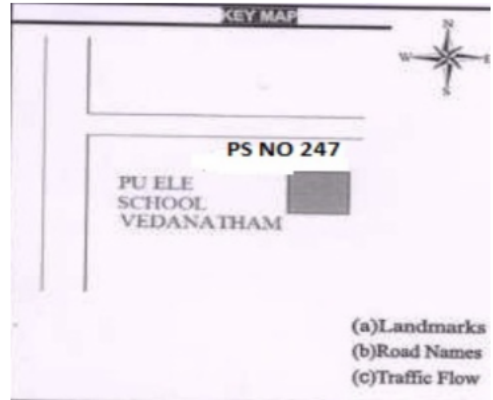 KEY MAP
N
W E
S
PS NO 247
PU ELE
SCHOOL
VEDANATHAM
(a)Landmarks
(b)Road Names
(c)Traffic Flow